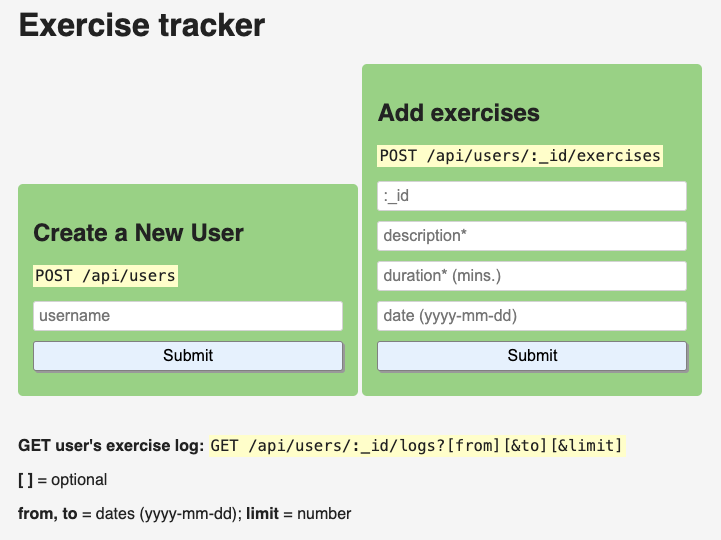 Exercise tracker
Create a New User
POST /api/users
username
Submit
Add exercises
POST /api/users/:_id/exercises
:_id
description*
duration* (mins.)
date (yyyy-mm-dd)
Submit
GET user's exercise log: GET /api/users/:_id/logs?[from][&to][&limit]
[ ] = optional
from, to = dates (yyyy-mm-dd); limit = number